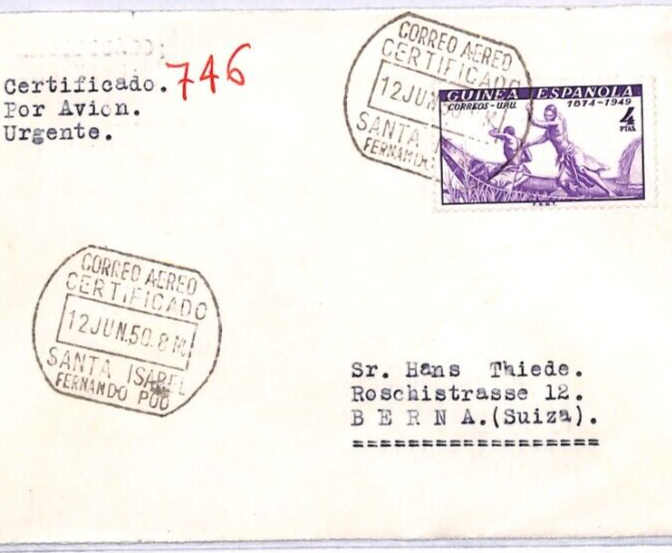 Certificado. 746
Por Avion.
Urgente.
CORREO AEREO
CERTIFICADO
12 JUN.
SANTA
FERNANDO
GUINEA ESPAÑOLA
CORREOS-U.P.U. 1874-1949
4
PTAS.
CORREO AEREO
CERTIFICADO
12 JUN.50.8 M.
SANTA ISABEL
FERNANDO POO
Sr. Hans Thiede.
Roschistrasse 12.
B E R N A.(Suiza).